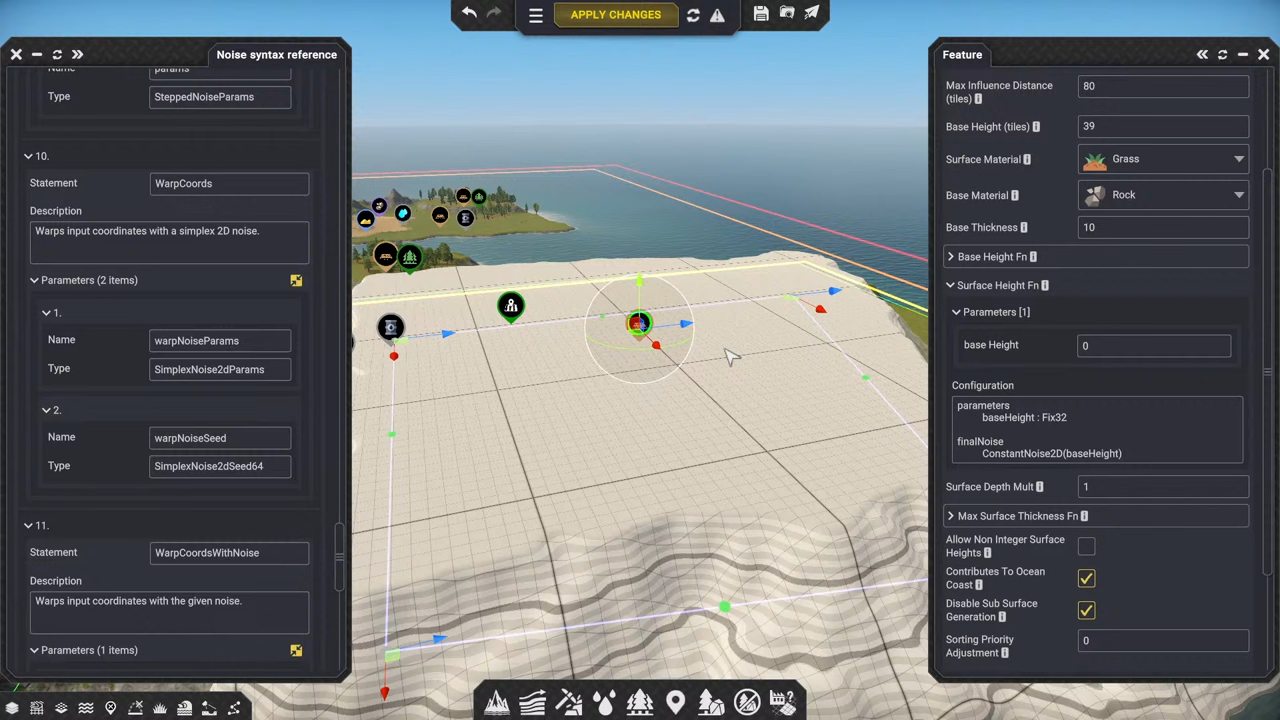 APPLY CHANGES
Noise syntax reference
Name params
Type SteppedNoiseParams
10.
Statement WarpCoords
Description
Warps input coordinates with a simplex 2D noise.
Parameters (2 items)
1.
Name warpNoiseParams
Type SimplexNoise2dParams
2.
Name warpNoiseSeed
Type SimplexNoise2dSeed64
11.
Statement WarpCoordsWithNoise
Description
Warps input coordinates with the given noise.
Parameters (1 items)
Feature
Max Influence Distance
(tiles) 80
Base Height (tiles) 39
Surface Material Grass
Base Material Rock
Base Thickness 10
Base Height Fn
Surface Height Fn
Parameters [1]
base Height 0
Configuration
parameters
baseHeight : Fix32
finalNoise
ConstantNoise2D(baseHeight)
Surface Depth Mult 1
Max Surface Thickness Fn
Allow Non Integer Surface
Heights
Contributes To Ocean
Coast
Disable Sub Surface
Generation
Sorting Priority
Adjustment 0